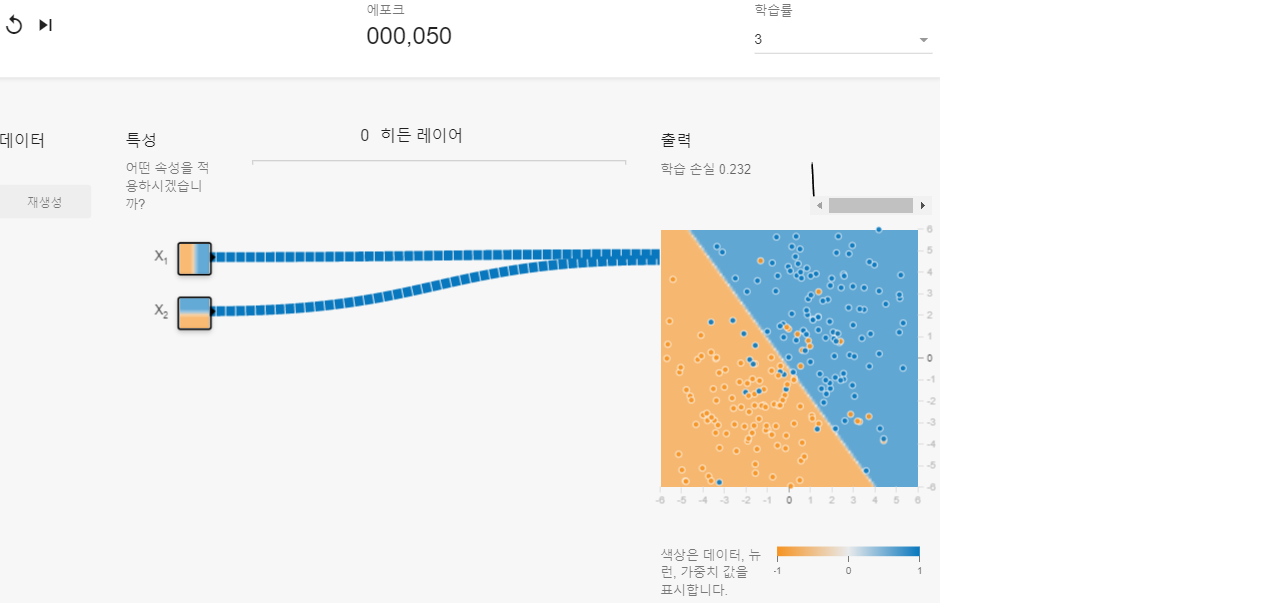 에포크
000,050
학습률
3
데이터
재생성
특성
어떤 속성을 적
용하시겠습니
까?
0 히든 레이어
출력
학습 손실 0.232
X1
X2
6
5
4
3
2
1
0
-1
-2
-3
-4
-5
-6
-6 -5 -4 -3 -2 -1 0 1 2 3 4 5 6
색상은 데이터, 뉴
런, 가중치 값을
표시합니다.
-1 0 1